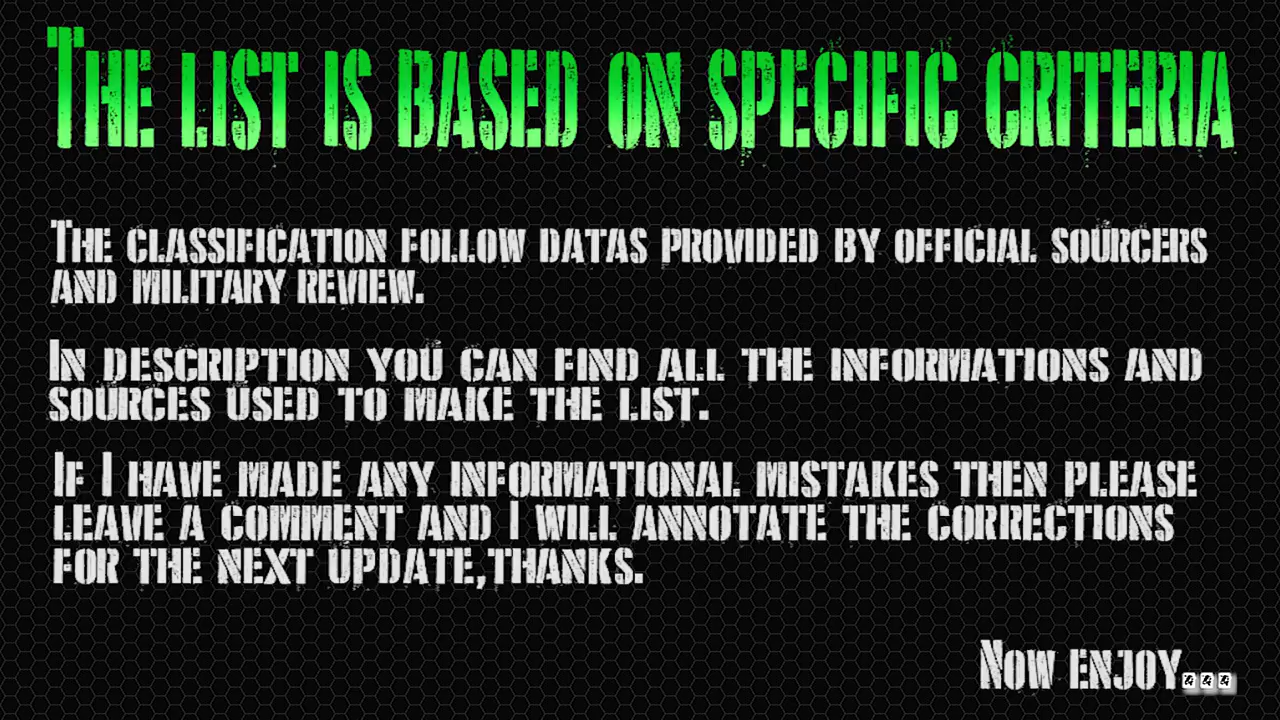 The list is based on specific criteria
The classification follow datas provided by official sourcers
and military review.
In description you can find all the informations and
sources used to make the list.
If I have made any informational mistakes then please
leave a comment and I will annotate the corrections
for the next update,thanks.
Now enjoy...